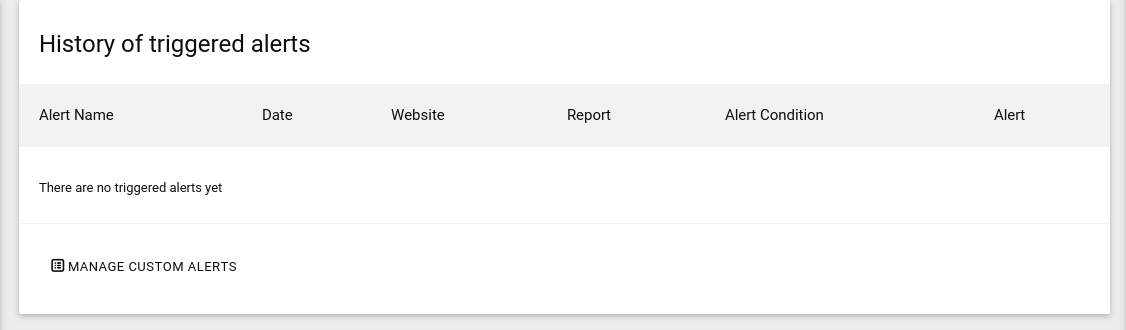 History of triggered alerts
Alert Name Date Website Report Alert Condition Alert
There are no triggered alerts yet
MANAGE CUSTOM ALERTS